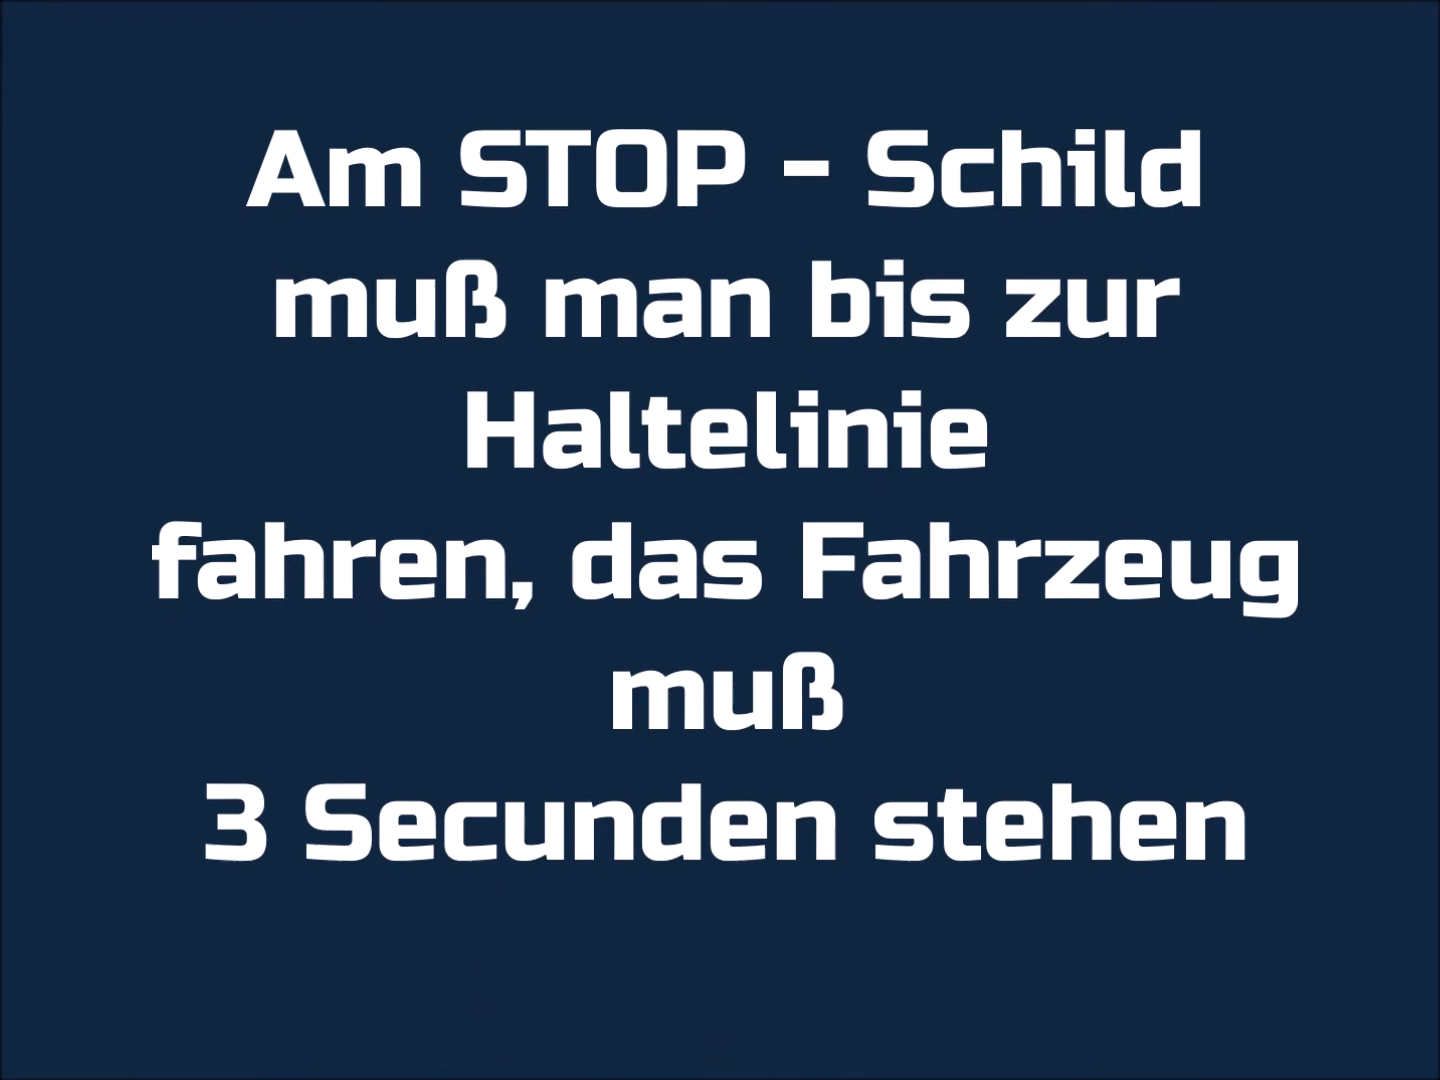 Am STOP - Schild
muß man bis zur
Haltelinie
fahren, das Fahrzeug
muß
3 Secunden stehen